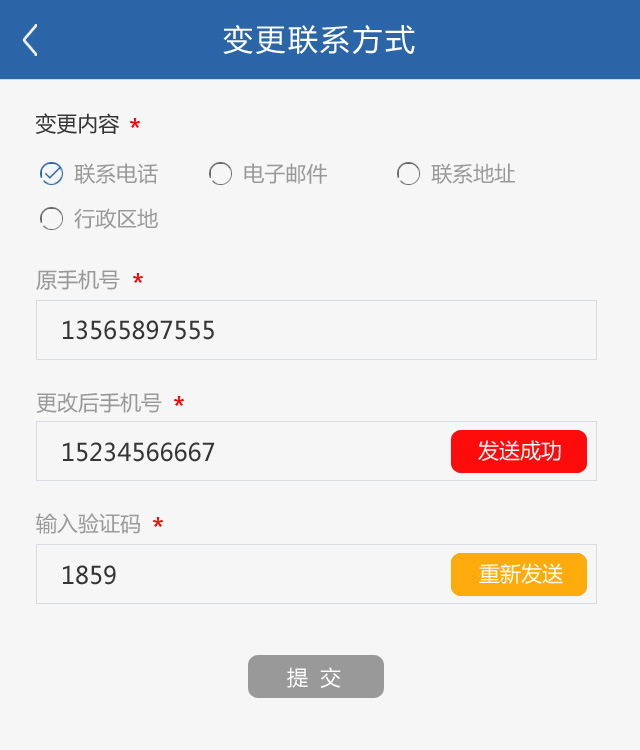 变更联系方式
变更内容 *
联系电话 电子邮件 联系地址
行政区地
原手机号 *
13565897555
更改后手机号 *
15234566667 发送成功
输入验证码 *
1859 重新发送
提 交